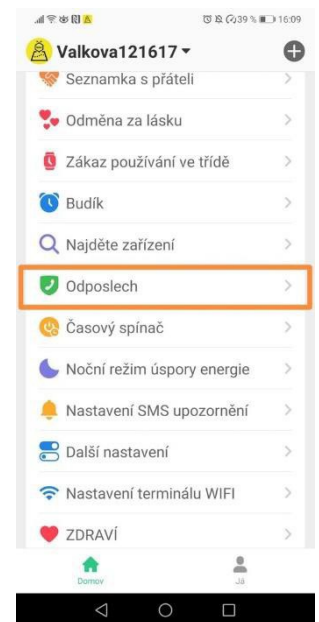 39 % 16:09
Valkova121617
Seznamka s přáteli
Odměna za lásku
Zákaz používání ve třídě
Budík
Najděte zařízení
Odposlech
Časový spínač
Noční režim úspory energie
Nastavení SMS upozornění
Další nastavení
Nastavení terminálu WIFI
ZDRAVÍ
Domov
Já